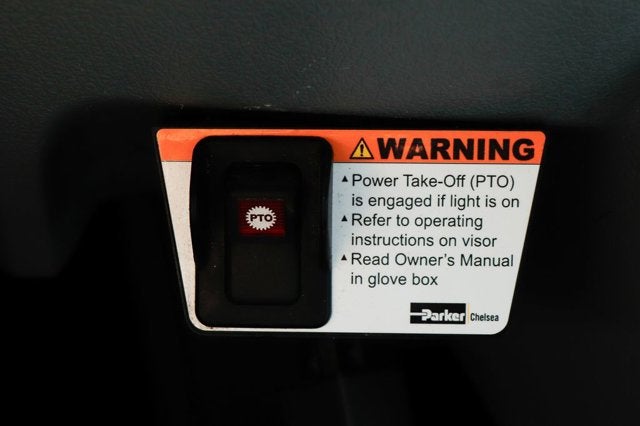 WARNING
PTO
▲Power Take-Off (PTO)
is engaged if light is on
▲Refer to operating
instructions on visor
▲Read Owner's Manual
in glove box
Parker Chelsea